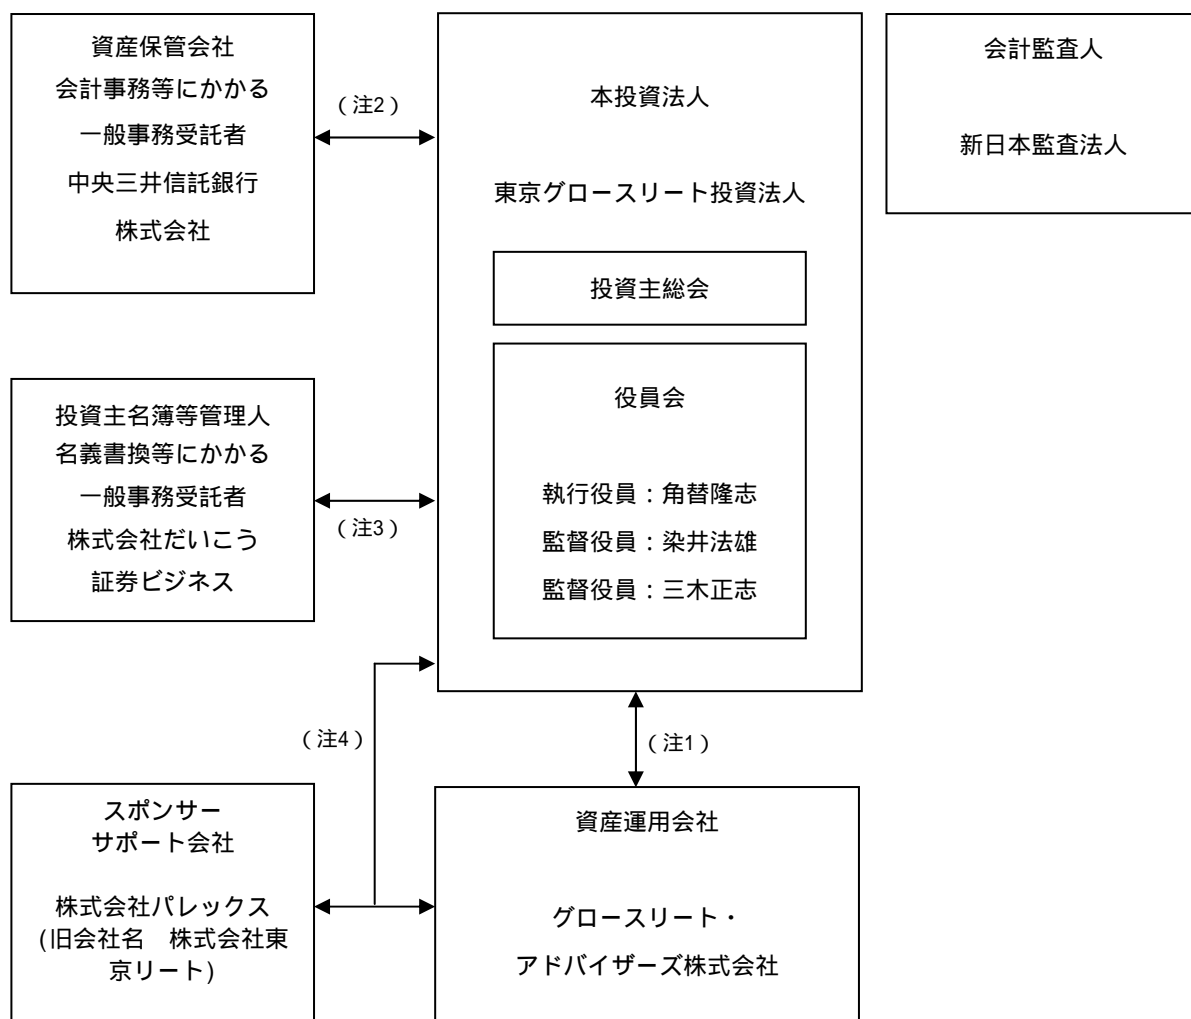 資産保管会社
会計事務等にかかる
一般事務受託者
中央三井信託銀行
株式会社
（注2）
本投資法人
東京グロースリート投資法人
投資主総会
役員会
執行役員：角替隆志
監督役員：染井法雄
監督役員：三木正志
会計監査人
新日本監査法人
投資主名簿等管理人
名義書換等にかかる
一般事務受託者
株式会社だいこう
証券ビジネス
（注3）
（注4）
（注1）
スポンサー
サポート会社
株式会社パレックス
(旧会社名　株式会社東
京リート)
資産運用会社
グロースリート・
アドバイザーズ株式会社